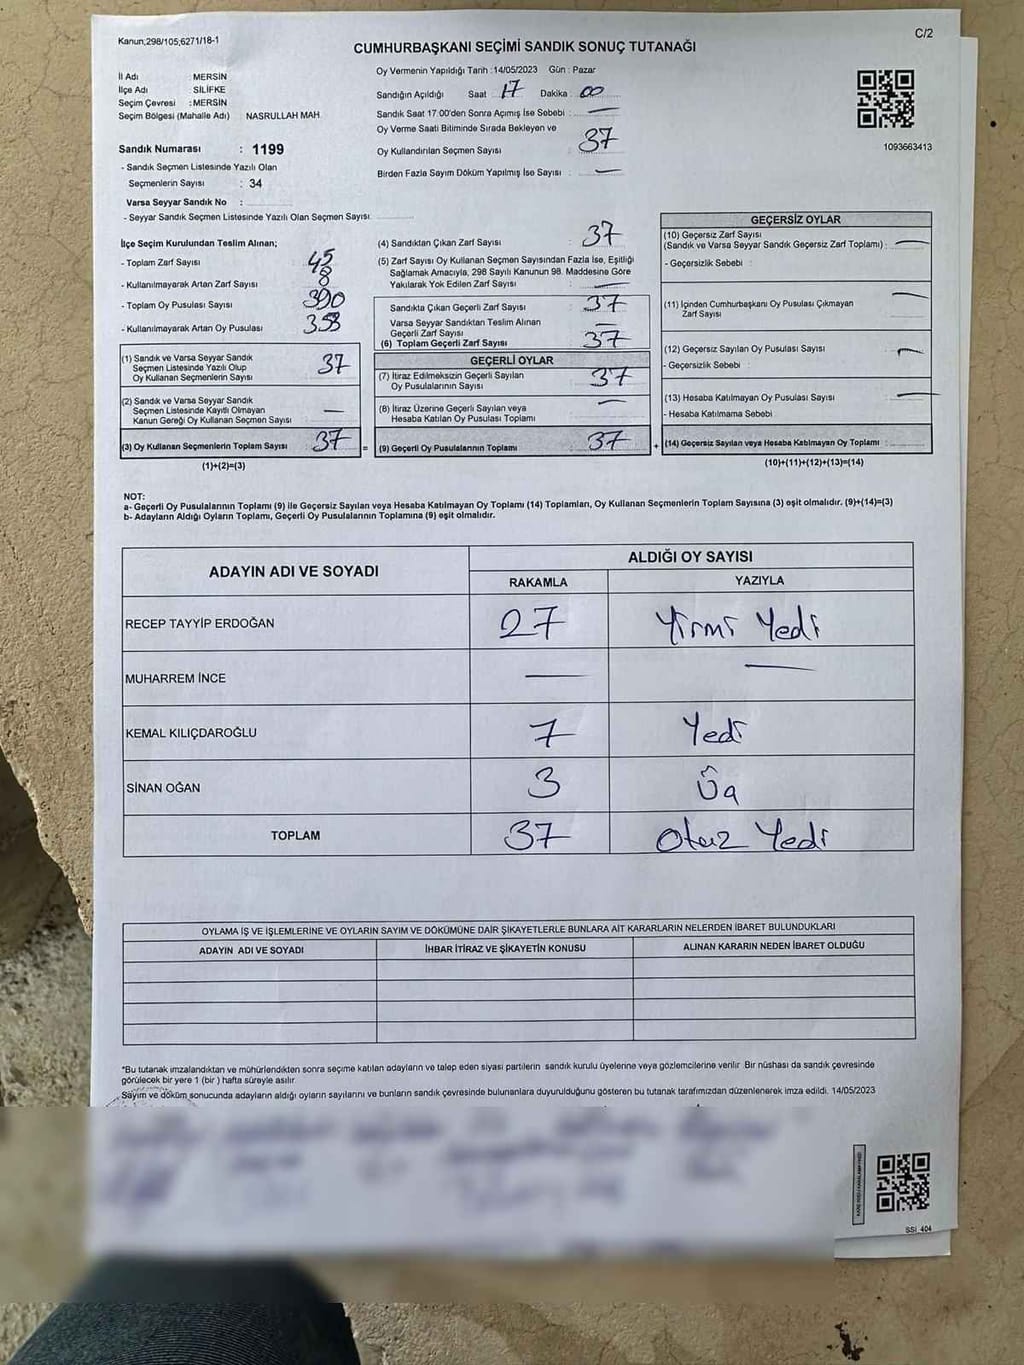 Kanun;298/105;6271/18-1
C/2
CUMHURBAŞKANI SEÇİMİ SANDIK SONUÇ TUTANAĞI
İl Adı : MERSİN
İlçe Adı : SİLİFKE
Seçim Çevresi : MERSİN
Seçim Bölgesi (Mahalle Adı) NASRULLAH MAH.
Sandık Numarası : 1199
- Sandık Seçmen Listesinde Yazılı Olan
Seçmenlerin Sayısı : 34
Varsa Seyyar Sandık No :
- Seyyar Sandık Seçmen Listesinde Yazılı Olan Seçmen Sayısı:
Oy Vermenin Yapıldığı Tarih :14/05/2023 Gün : Pazar
Sandığın Açıldığı Saat 17 Dakika : 00
Sandık Saat 17.00'den Sonra Açımış İse Sebebi : —
Oy Verme Saati Bitiminde Sırada Bekleyen ve
Oy Kullandırılan Seçmen Sayısı : 37
Birden Fazla Sayım Döküm Yapılmış İse Sayısı : —
1093663413
İlçe Seçim Kurulundan Teslim Alınan;
- Toplam Zarf Sayısı : 45
- Kullanılmayarak Artan Zarf Sayısı : 8
- Toplam Oy Pusulası Sayısı : 390
- Kullanılmayarak Artan Oy Pusulası : 353
(1) Sandık ve Varsa Seyyar Sandık
Seçmen Listesinde Yazılı Olup
Oy Kullanan Seçmenlerin Sayısı : 37
(2) Sandık ve Varsa Seyyar Sandık
Seçmen Listesinde Kayıtlı Olmayan
Kanun Gereği Oy Kullanan Seçmen Sayısı : —
(3) Oy Kullanan Seçmenlerin Toplam Sayısı : 37 =
(1)+(2)=(3)
(4) Sandıktan Çıkan Zarf Sayısı : 37
(5) Zarf Sayısı Oy Kullanan Seçmen Sayısından Fazla İse, Eşitliği
Sağlamak Amacıyla, 298 Sayılı Kanunun 98. Maddesine Göre
Yakılarak Yok Edilen Zarf Sayısı : —
Sandıkta Çıkan Geçerli Zarf Sayısı : 37
Varsa Seyyar Sandıktan Teslim Alınan
Geçerli Zarf Sayısı : —
(6) Toplam Geçerli Zarf Sayısı : 37
GEÇERLİ OYLAR
(7) İtiraz Edilmeksizin Geçerli Sayılan
Oy Pusulalarının Sayısı : 37
(8) İtiraz Üzerine Geçerli Sayılan veya
Hesaba Katılan Oy Pusulası Toplamı : —
(9) Geçerli Oy Pusulalarının Toplamı : 37 +
GEÇERSİZ OYLAR
(10) Geçersiz Zarf Sayısı
(Sandık ve Varsa Seyyar Sandık Geçersiz Zarf Toplamı) : —
- Geçersizlik Sebebi :
(11) İçinden Cumhurbaşkanı Oy Pusulası Çıkmayan
Zarf Sayısı : —
(12) Geçersiz Sayılan Oy Pusulası Sayısı : —
- Geçersizlik Sebebi :
(13) Hesaba Katılmayan Oy Pusulası Sayısı : —
- Hesaba Katılmama Sebebi :
(14) Geçersiz Sayılan veya Hesaba Katılmayan Oy Toplamı :
(10)+(11)+(12)+(13)=(14)
NOT:
a- Geçerli Oy Pusulalarının Toplamı (9) ile Geçersiz Sayılan veya Hesaba Katılmayan Oy Toplamı (14) Toplamları, Oy Kullanan Seçmenlerin Toplam Sayısına (3) eşit olmalıdır. (9)+(14)=(3)
b- Adayların Aldığı Oyların Toplamı, Geçerli Oy Pusulalarının Toplamına (9) eşit olmalıdır.
ADAYIN ADI VE SOYADI ALDIĞI OY SAYISI
RAKAMLA YAZIYLA
RECEP TAYYİP ERDOĞAN 27 Yirmi Yedi
MUHARREM İNCE — —
KEMAL KILIÇDAROĞLU 7 Yedi
SİNAN OĞAN 3 Üç
TOPLAM 37 Otuz Yedi
OYLAMA İŞ VE İŞLEMLERİNE VE OYLARIN SAYIM VE DÖKÜMÜNE DAİR ŞİKAYETLERLE BUNLARA AİT KARARLARIN NELERDEN İBARET BULUNDUKLARI
ADAYIN ADI VE SOYADI İHBAR İTİRAZ VE ŞİKAYETİN KONUSU ALINAN KARARIN NEDEN İBARET OLDUĞU
*Bu tutanak imzalandıktan ve mühürlendikten sonra seçime katılan adayların ve talep eden siyasi partilerin sandık kurulu üyelerine veya gözlemcilerine verilir. Bir nüshası da sandık çevresinde
görülecek bir yere 1 (bir ) hafta süreyle asılır.
Sayım ve döküm sonucunda adayların aldığı oyların sayılarını ve bunların sandık çevresinde bulunanlara duyurulduğunu gösteren bu tutanak tarafımızdan düzenlenerek imza edildi. 14/05/2023
SSI_404